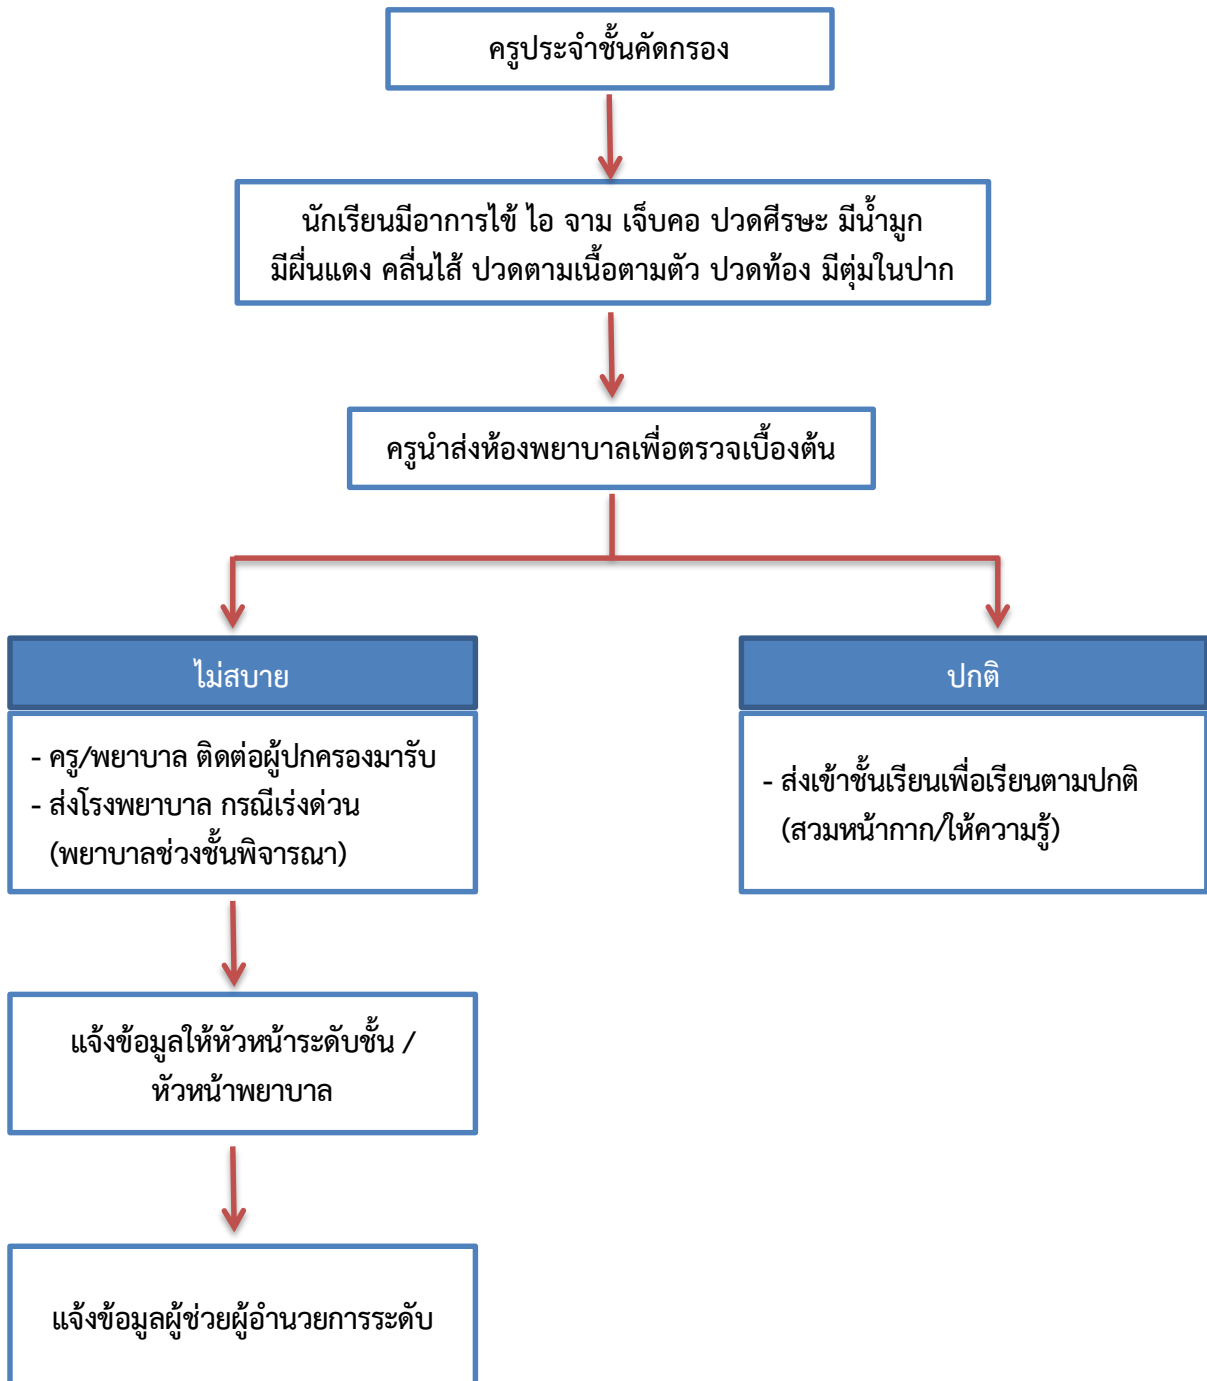 ครูประจำชั้นคัดกรอง
นักเรียนมีอาการไข้ ไอ จาม เจ็บคอ ปวดศีรษะ มีน้ำมูก
มีผื่นแดง คลื่นไส้ ปวดตามเนื้อตามตัว ปวดท้อง มีตุ่มในปาก
ครูนำส่งห้องพยาบาลเพื่อตรวจเบื้องต้น
ไม่สบาย
- ครู/พยาบาล ติดต่อผู้ปกครองมารับ
- ส่งโรงพยาบาล กรณีเร่งด่วน
(พยาบาลช่วงชั้นพิจารณา)
ปกติ
- ส่งเข้าชั้นเรียนเพื่อเรียนตามปกติ
(สวมหน้ากาก/ให้ความรู้)
แจ้งข้อมูลให้หัวหน้าระดับชั้น /
หัวหน้าพยาบาล
แจ้งข้อมูลผู้ช่วยผู้อำนวยการระดับ